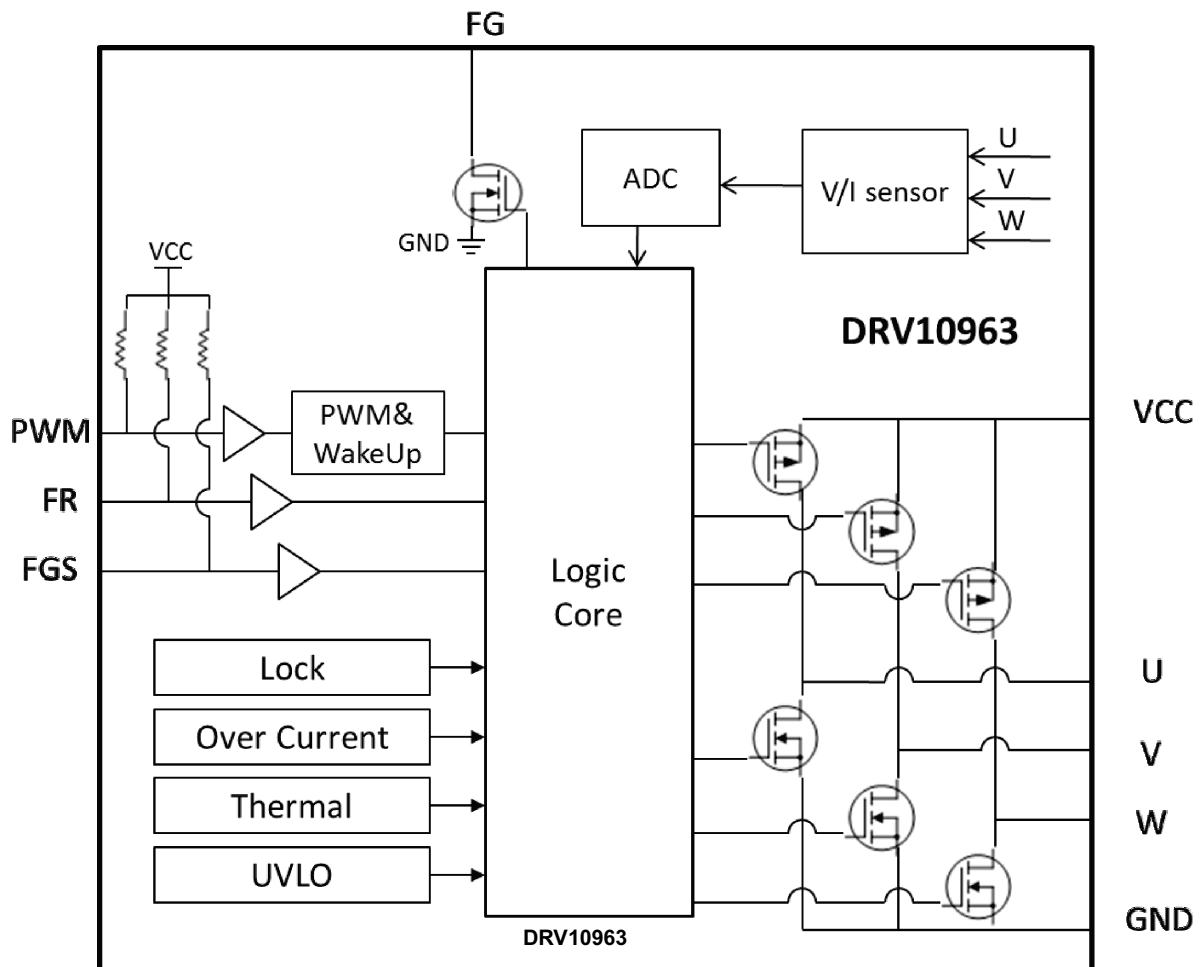 FG
ADC
V/I sensor
U
V
W
GND
VCC
DRV10963
PWM
PWM&
WakeUp
FR
FGS
Logic
Core
Lock
Over Current
Thermal
UVLO
VCC
U
V
W
GND
DRV10963